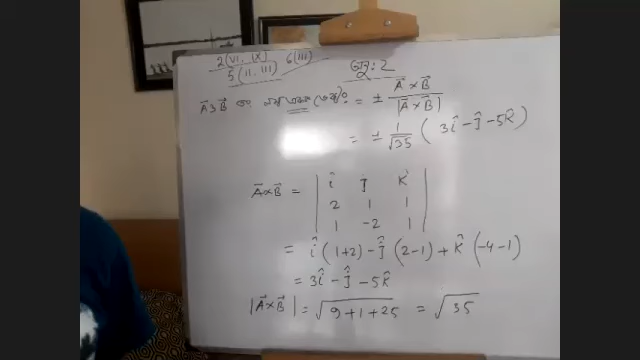 2(VI, IX) 6(III)
5(II, III)
অনু: 2
A⃗ ও B⃗ এর লম্ব একক ভেক্টর: = ± A⃗×B⃗ / |A⃗×B⃗|
= ± 1/√35 (3î - ĵ - 5k̂)
A⃗×B⃗ = | î ĵ k̂ |
2 1 1
1 -2 1
= î(1+2) - ĵ(2-1) + k̂(-4-1)
= 3î - ĵ - 5k̂
|A⃗×B⃗| = √9+1+25 = √35